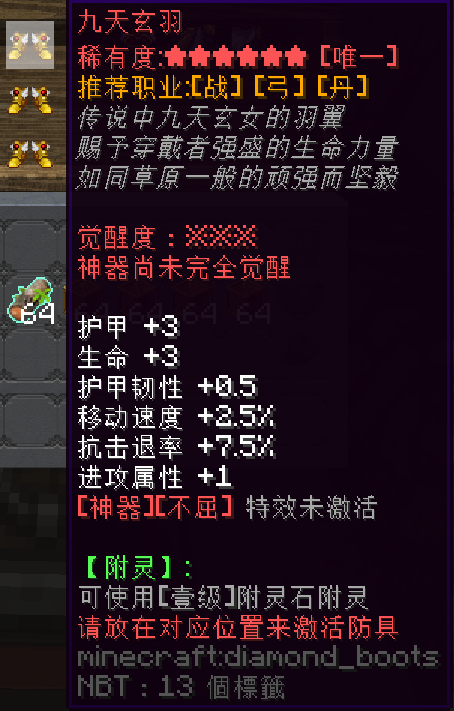 九天玄羽
稀有度:★★★★★★ [唯一]
推荐职业:[战] [弓] [丹]
传说中九天玄女的羽翼
赐予穿戴者强盛的生命力量
如同草原一般的顽强而坚毅
觉醒度：※※※
神器尚未完全觉醒
64
护甲 +3
生命 +3
护甲韧性 +0.5
移动速度 +2.5%
抗击退率 +7.5%
进攻属性 +1
[神器][不屈] 特效未激活
【附灵】:
可使用[壹级]附灵石附灵
请放在对应位置来激活防具
minecraft:diamond_boots
NBT：13 個標籤